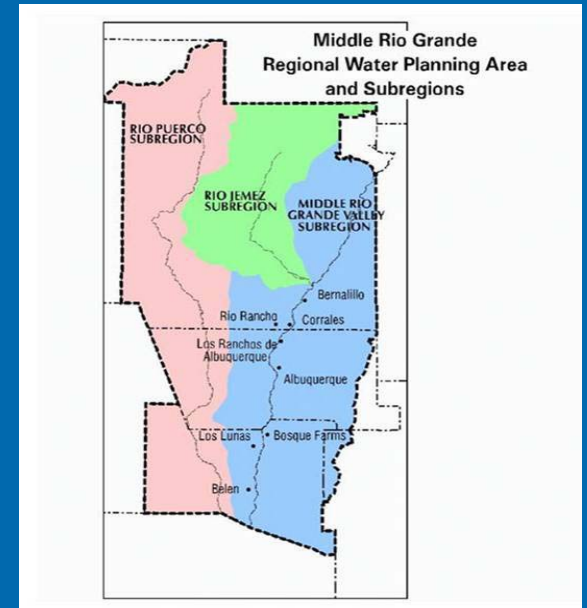 Middle Rio Grande
Regional Water Planning Area
and Subregions
RIO PUERCO
SUBREGION
RIO JEMEZ
SUBREGION
MIDDLE RIO
GRANDE VALLEY
SUBREGION
Bernalillo
Rio Rancho
Corrales
Los Ranchos de
Albuquerque
Albuquerque
Los Lunas
Bosque Farms
Belen